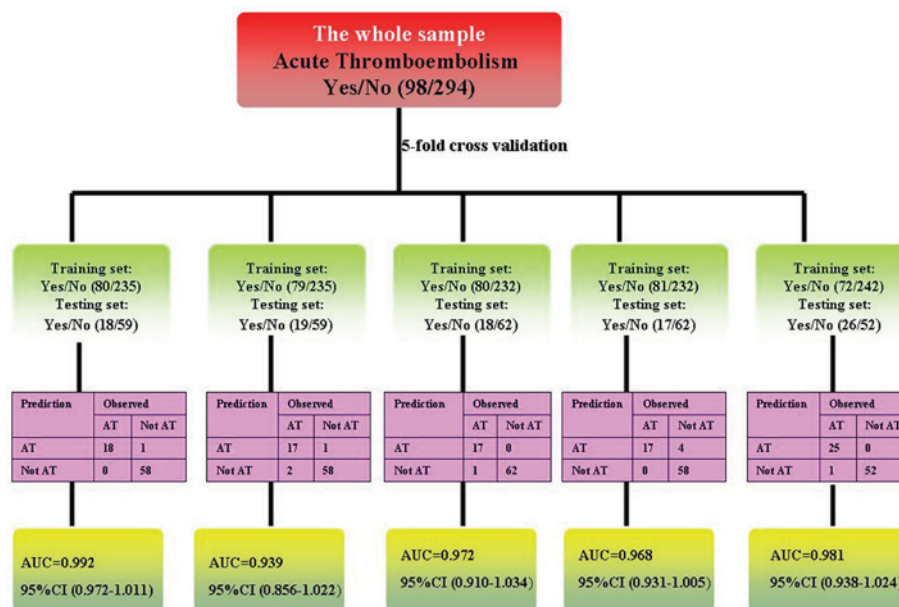 The whole sample
Acute Thromboembolism
Yes/No (98/294)
5-fold cross validation
Training set:
Yes/No (80/235)
Testing set:
Yes/No (18/59)
Training set:
Yes/No (79/235)
Testing set:
Yes/No (19/59)
Training set:
Yes/No (80/232)
Testing set:
Yes/No (18/62)
Training set:
Yes/No (81/232)
Testing set:
Yes/No (17/62)
Training set:
Yes/No (72/242)
Testing set:
Yes/No (26/52)
Prediction Observed
AT Not AT
AT 18 1
Not AT 0 58
Prediction Observed
AT Not AT
AT 17 1
Not AT 2 58
Prediction Observed
AT Not AT
AT 17 0
Not AT 1 62
Prediction Observed
AT Not AT
AT 17 4
Not AT 0 58
Prediction Observed
AT Not AT
AT 25 0
Not AT 1 52
AUC=0.992
95%CI (0.972-1.011)
AUC=0.939
95%CI (0.856-1.022)
AUC=0.972
95%CI (0.910-1.034)
AUC=0.968
95%CI (0.931-1.005)
AUC=0.981
95%CI (0.938-1.024)